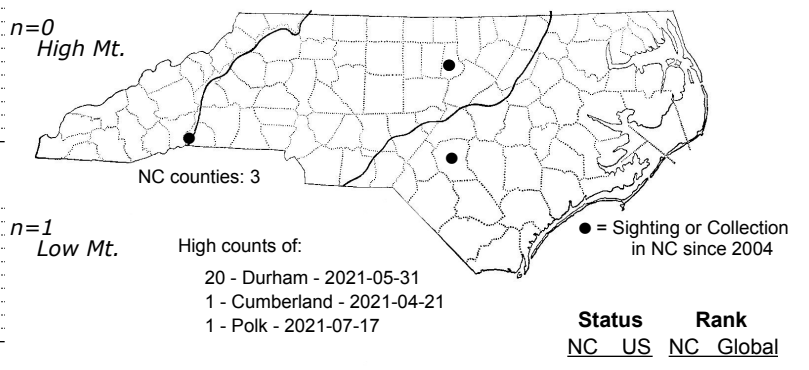 n=0
High Mt.
NC counties: 3
n=1
Low Mt.
High counts of:
20 - Durham - 2021-05-31
1 - Cumberland - 2021-04-21
1 - Polk - 2021-07-17
● = Sighting or Collection
in NC since 2004
Status Rank
NC US NC Global